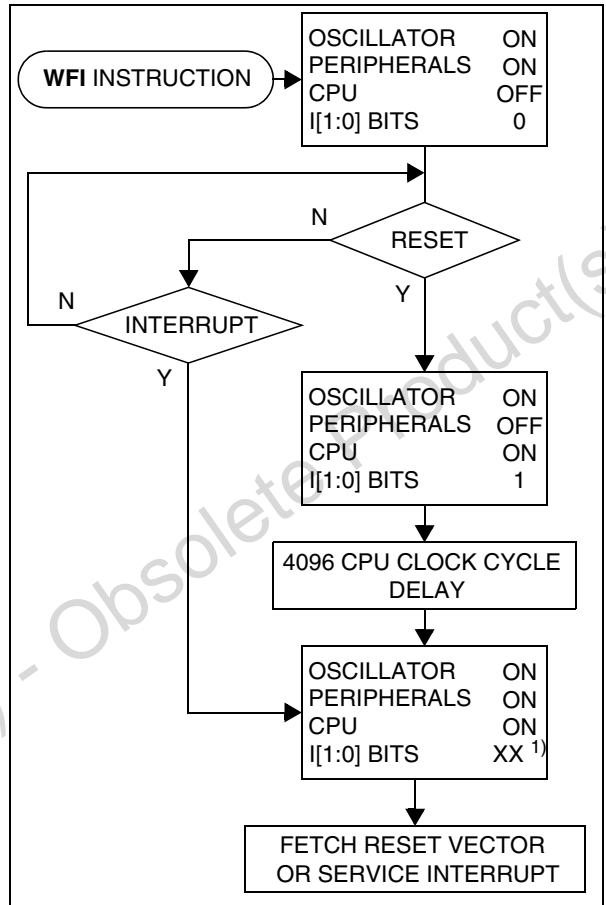 WFI INSTRUCTION
OSCILLATOR ON
PERIPHERALS ON
CPU OFF
I[1:0] BITS 0
N
RESET
N
INTERRUPT
Y
Y
OSCILLATOR ON
PERIPHERALS OFF
CPU ON
I[1:0] BITS 1
4096 CPU CLOCK CYCLE
DELAY
OSCILLATOR ON
PERIPHERALS ON
CPU ON
I[1:0] BITS XX 1)
FETCH RESET VECTOR
OR SERVICE INTERRUPT
- Obsolete Product(s